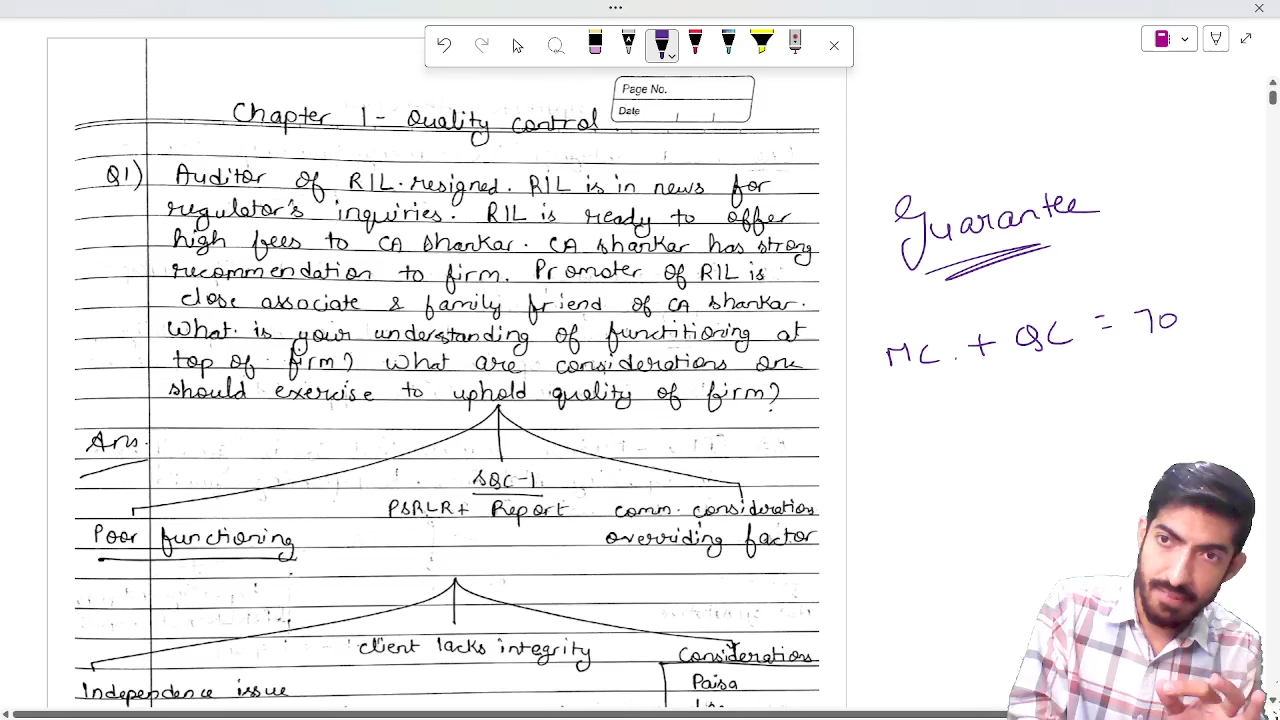 Page No.
Date
Chapter 1 - Quality control
Q1) Auditor of RIL resigned. RIL is in news for
regulator's inquiries. RIL is ready to offer
high fees to CA Shankar. CA Shankar has strong
recommendation to firm. Promoter of RIL is
close associate & family friend of CA Shankar.
What is your understanding of functitioning at
top of firm? What are considerations one
should exercise to uphold quality of firm?
Ans.
SQC-1
PSRLR + Report
comm. consideration
Poor functioning
overriding factor
client lacks integrity
Considerations
Independence issue
Paisa
Guarantee
MC. + QC = 70